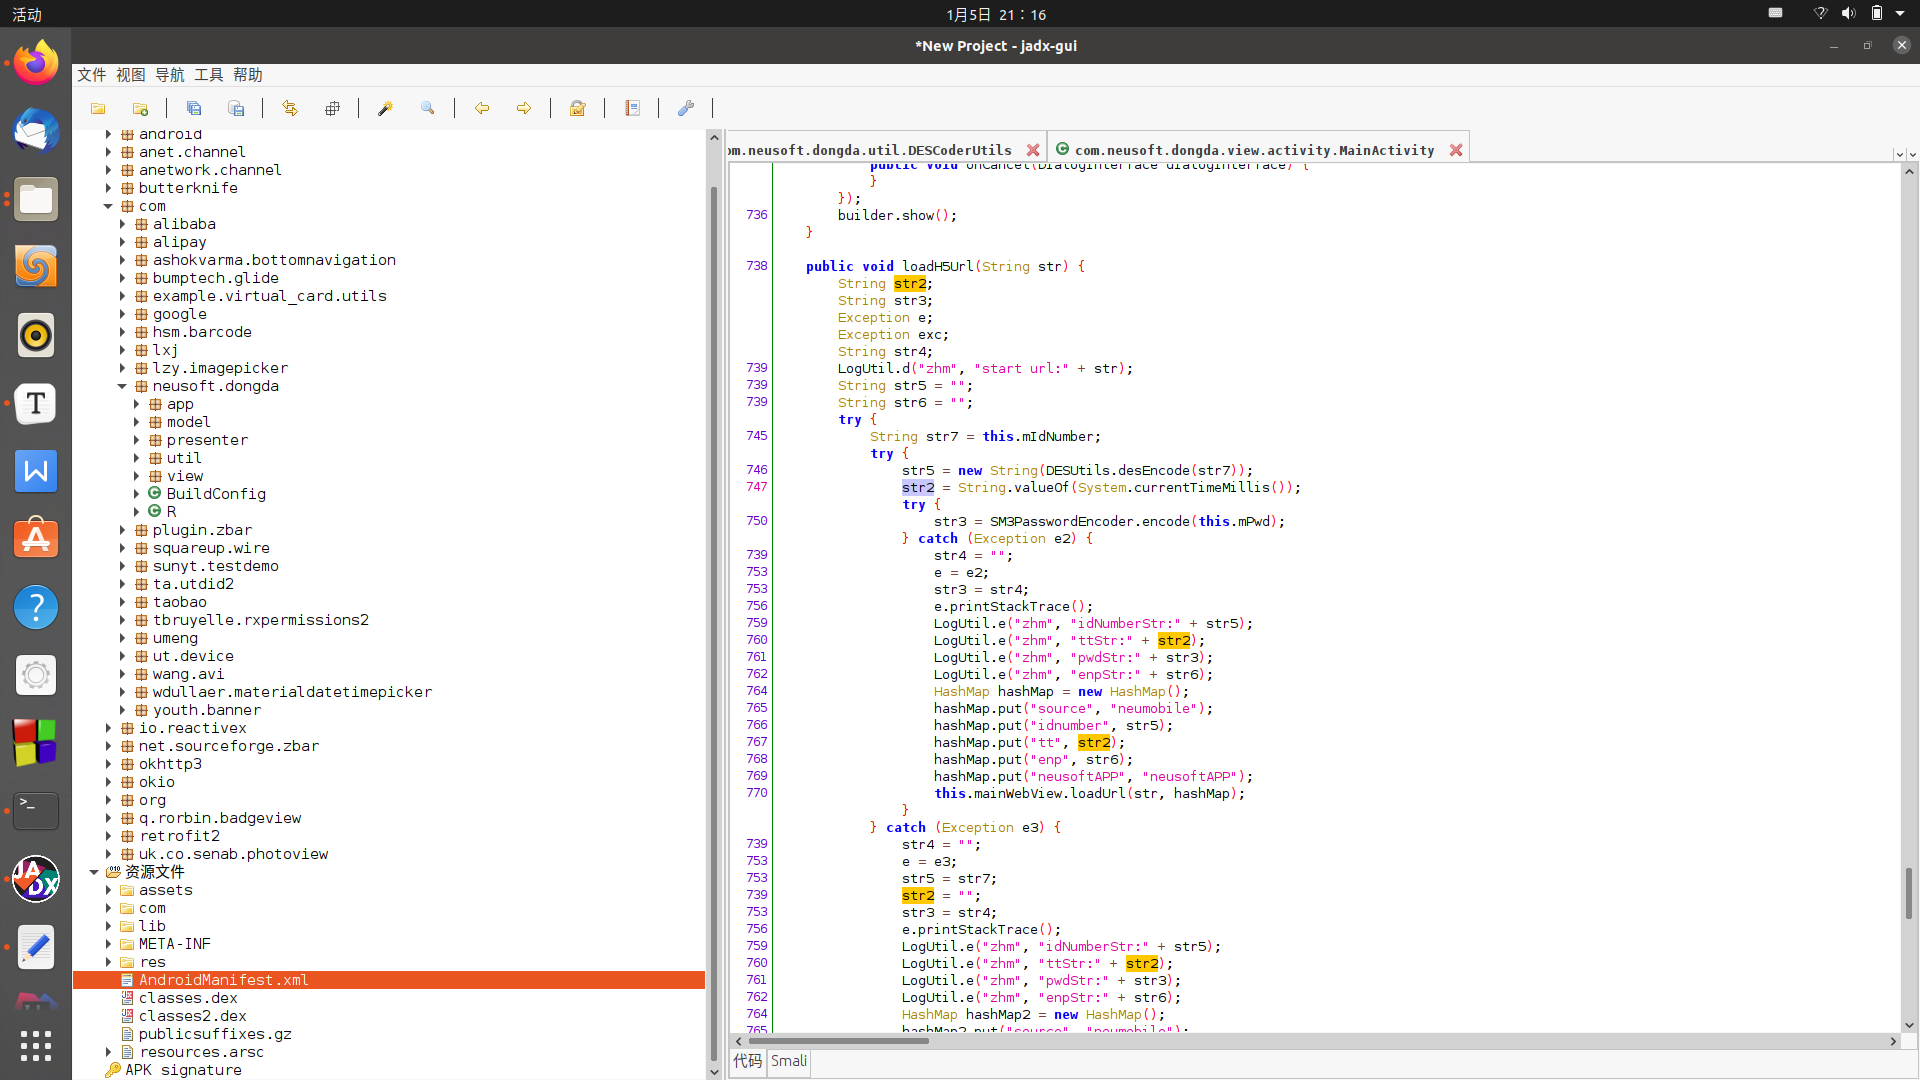 活动
1月5日 21：16
*New Project - jadx-gui
文件 视图 导航 工具 帮助
android
anet.channel
anetwork.channel
butterknife
com
alibaba
alipay
ashokvarma.bottomnavigation
bumptech.glide
example.virtual_card.utils
google
hsm.barcode
lxj
lzy.imagepicker
neusoft.dongda
app
model
presenter
util
view
BuildConfig
R
plugin.zbar
squareup.wire
sunyt.testdemo
ta.utdid2
taobao
tbruyelle.rxpermissions2
umeng
ut.device
wang.avi
wdullaer.materialdatetimepicker
youth.banner
io.reactivex
net.sourceforge.zbar
okhttp3
okio
org
q.rorbin.badgeview
retrofit2
uk.co.senab.photoview
资源文件
assets
com
lib
META-INF
res
AndroidManifest.xml
classes.dex
classes2.dex
publicsuffixes.gz
resources.arsc
APK signature
om.neusoft.dongda.util.DESCoderUtils
com.neusoft.dongda.view.activity.MainActivity
public void onCancel(DialogInterface dialogInterface) {
}
});
736 builder.show();
}
738 public void loadH5Url(String str) {
String str2;
String str3;
Exception e;
Exception exc;
String str4;
739 LogUtil.d("zhm", "start url:" + str);
739 String str5 = "";
739 String str6 = "";
try {
745 String str7 = this.mIdNumber;
try {
746 str5 = new String(DESUtils.desEncode(str7));
747 str2 = String.valueOf(System.currentTimeMillis());
try {
750 str3 = SM3PasswordEncoder.encode(this.mPwd);
} catch (Exception e2) {
739 str4 = "";
753 e = e2;
753 str3 = str4;
756 e.printStackTrace();
759 LogUtil.e("zhm", "idNumberStr:" + str5);
760 LogUtil.e("zhm", "ttStr:" + str2);
761 LogUtil.e("zhm", "pwdStr:" + str3);
762 LogUtil.e("zhm", "enpStr:" + str6);
764 HashMap hashMap = new HashMap();
765 hashMap.put("source", "neumobile");
766 hashMap.put("idnumber", str5);
767 hashMap.put("tt", str2);
768 hashMap.put("enp", str6);
769 hashMap.put("neusoftAPP", "neusoftAPP");
770 this.mainWebView.loadUrl(str, hashMap);
}
} catch (Exception e3) {
739 str4 = "";
753 e = e3;
753 str5 = str7;
739 str2 = "";
753 str3 = str4;
756 e.printStackTrace();
759 LogUtil.e("zhm", "idNumberStr:" + str5);
760 LogUtil.e("zhm", "ttStr:" + str2);
761 LogUtil.e("zhm", "pwdStr:" + str3);
762 LogUtil.e("zhm", "enpStr:" + str6);
764 HashMap hashMap2 = new HashMap();
765 hashMap2.put("source", "neumobile");
代码 Smali